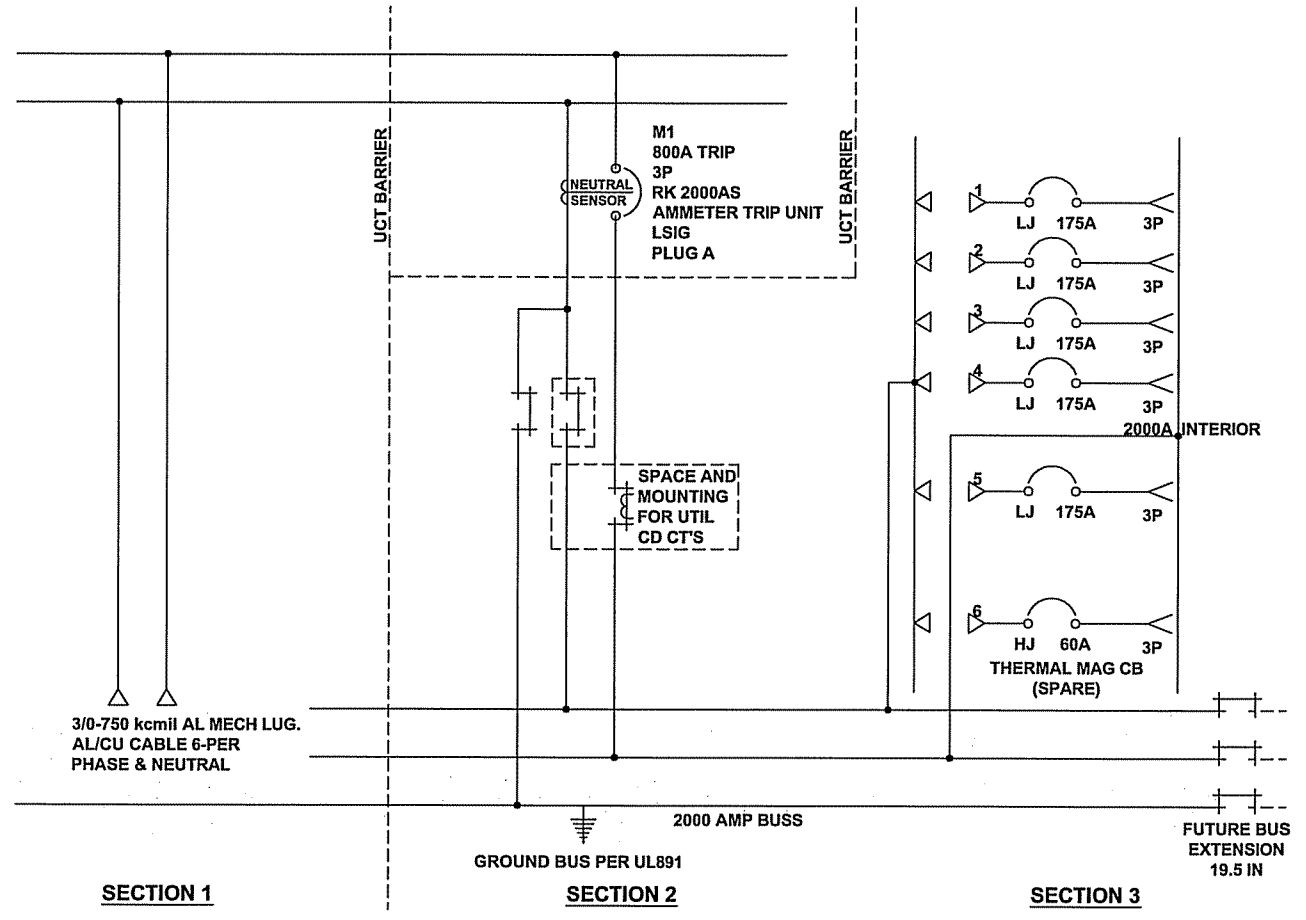 UCT BARRIER
NEUTRAL
SENSOR
M1
800A TRIP
3P
RK 2000AS
AMMETER TRIP UNIT
LSIG
PLUG A
UCT BARRIER
1
LJ 175A 3P
2
LJ 175A 3P
3
LJ 175A 3P
4
LJ 175A 3P
2000A INTERIOR
5
LJ 175A 3P
6
HJ 60A 3P
THERMAL MAG CB
(SPARE)
SPACE AND
MOUNTING
FOR UTIL
CD CT'S
3/0-750 kcmil AL MECH LUG.
AL/CU CABLE 6-PER
PHASE & NEUTRAL
2000 AMP BUSS
GROUND BUS PER UL891
FUTURE BUS
EXTENSION
19.5 IN
SECTION 1
SECTION 2
SECTION 3